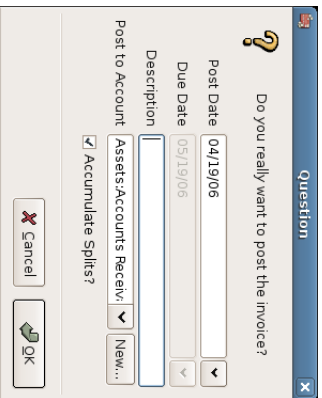 Question
Do you really want to post the invoice?
Post Date 04/19/06
Due Date 05/19/06
Description
Post to Account Assets:Accounts Receiv: New...
Accumulate Splits?
Cancel OK